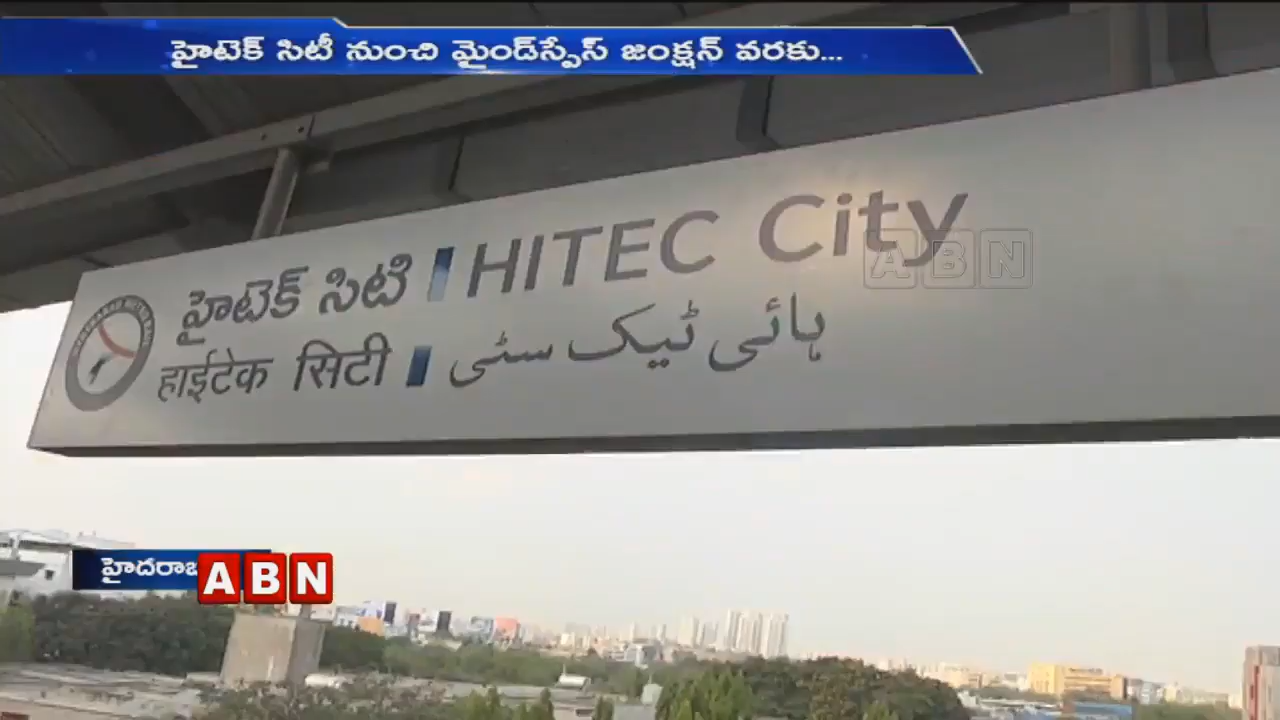 హైటెక్ సిటీ నుంచి మైండ్‌స్పేస్ జంక్షన్ వరకు...
హైటెక్ సిటి HITEC City
हाईटेक सिटी ہائی ٹیک سٹی
ABN
ABN